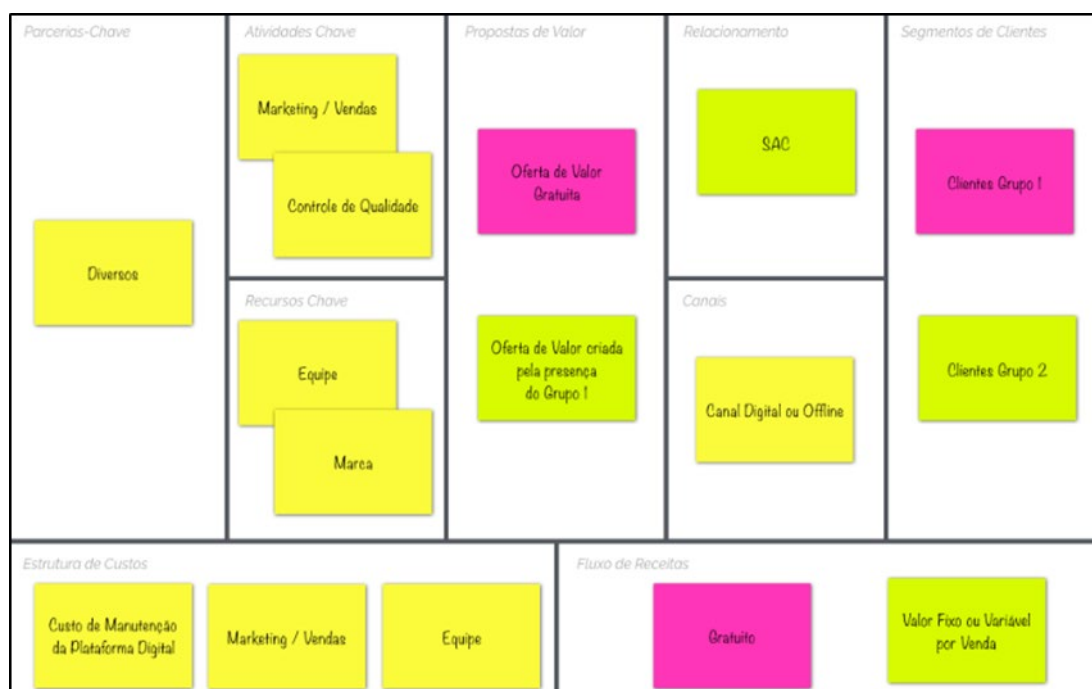 Parcerias-Chave
Diversos
Atividades Chave
Marketing / Vendas
Controle de Qualidade
Recursos Chave
Equipe
Marca
Propostas de Valor
Oferta de Valor
Gratuita
Oferta de Valor criada
pela presença
do Grupo 1
Relacionamento
SAC
Canais
Canal Digital ou Offline
Segmentos de Clientes
Clientes Grupo 1
Clientes Grupo 2
Estrutura de Custos
Custo de Manutenção
da Plataforma Digital
Marketing / Vendas
Equipe
Fluxo de Receitas
Gratuito
Valor Fixo ou Variável
por Venda